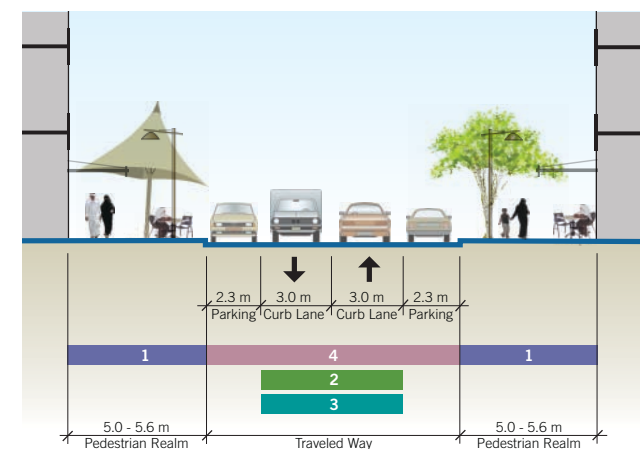 2.3 m 3.0 m 3.0 m 2.3 m
Parking Curb Lane Curb Lane Parking
1 4 1
2
3
5.0 - 5.6 m 5.0 - 5.6 m
Pedestrian Realm Traveled Way Pedestrian Realm